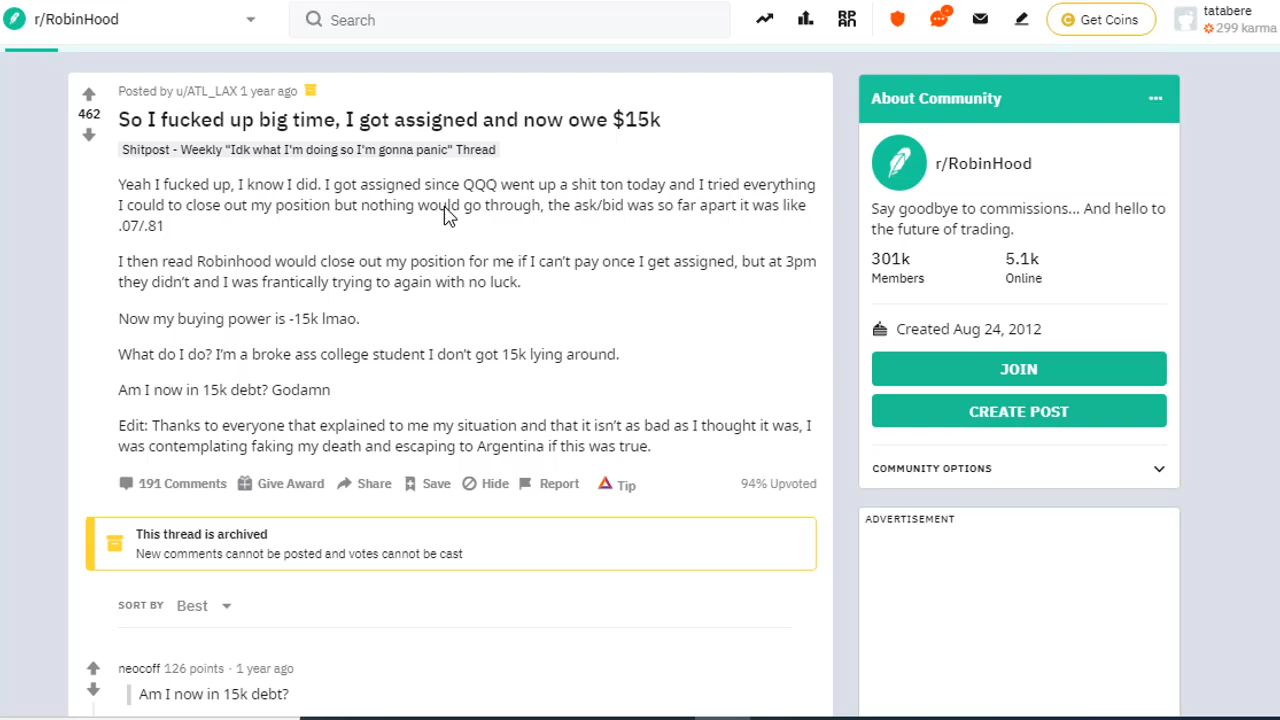 r/RobinHood
Search
Get Coins
tatabere
299 karma
Posted by u/ATL_LAX 1 year ago
462
So I fucked up big time, I got assigned and now owe $15k
Shitpost - Weekly "Idk what I'm doing so I'm gonna panic" Thread
Yeah I fucked up, I know I did. I got assigned since QQQ went up a shit ton today and I tried everything
I could to close out my position but nothing would go through, the ask/bid was so far apart it was like
.07/.81
I then read Robinhood would close out my position for me if I can't pay once I get assigned, but at 3pm
they didn't and I was frantically trying to again with no luck.
Now my buying power is -15k lmao.
What do I do? I'm a broke ass college student I don't got 15k lying around.
Am I now in 15k debt? Godamn
Edit: Thanks to everyone that explained to me my situation and that it isn't as bad as I thought it was, I
was contemplating faking my death and escaping to Argentina if this was true.
191 Comments Give Award Share Save Hide Report Tip 94% Upvoted
This thread is archived
New comments cannot be posted and votes cannot be cast
SORT BY Best
neocoff 126 points · 1 year ago
Am I now in 15k debt?
About Community
r/RobinHood
Say goodbye to commissions... And hello to
the future of trading.
301k 5.1k
Members Online
Created Aug 24, 2012
JOIN
CREATE POST
COMMUNITY OPTIONS
ADVERTISEMENT